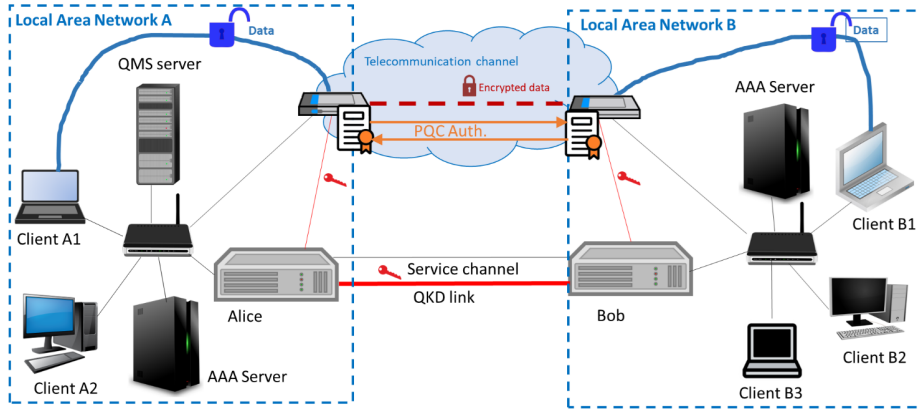 Local Area Network A
Data
QMS server
Telecommunication channel
Encrypted data
PQC Auth.
Local Area Network B
Data
AAA Server
Client A1
Client B1
Service channel
QKD link
Alice
Bob
Client A2
AAA Server
Client B2
Client B3